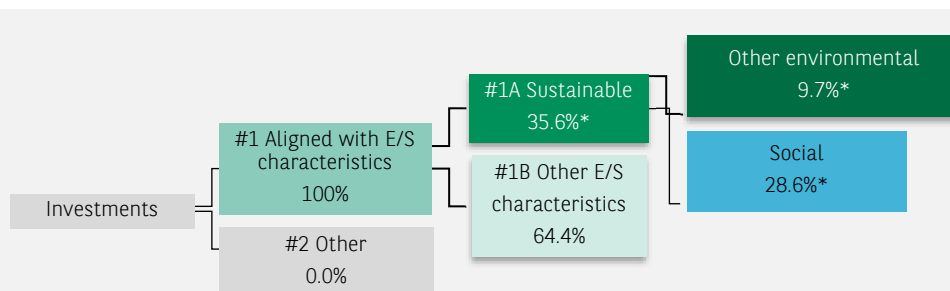 Investments
#1 Aligned with E/S
characteristics
100%
#2 Other
0.0%
#1A Sustainable
35.6%*
#1B Other E/S
characteristics
64.4%
Other environmental
9.7%*
Social
28.6%*